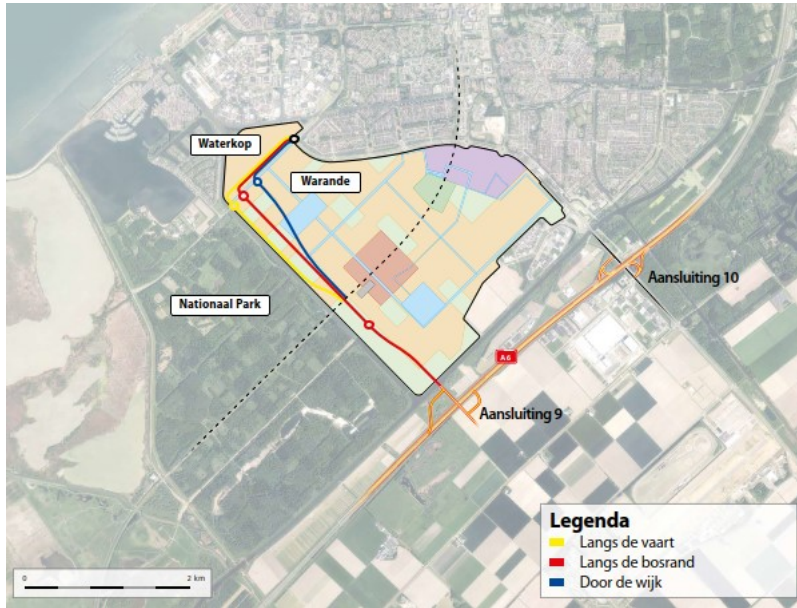 Waterkop
Warande
Nationaal Park
Aansluiting 10
A6
Aansluiting 9
Legenda
Langs de vaart
Langs de bosrand
Door de wijk
0 2 km